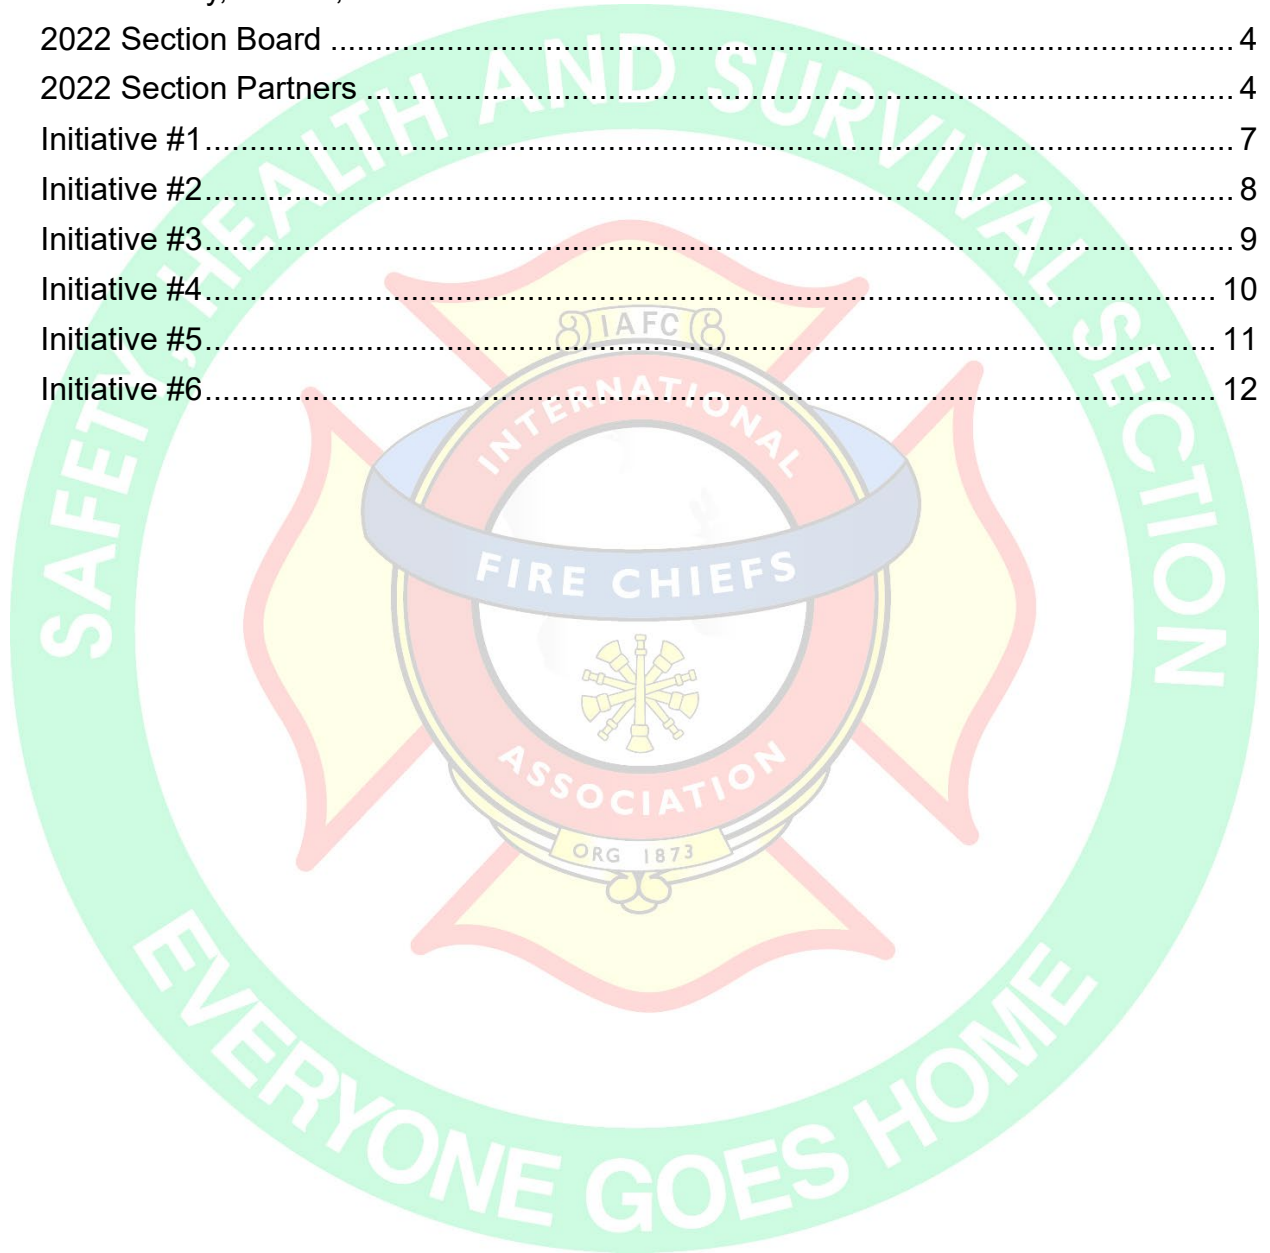 2022 Section Board ........................................................................................................ 4
2022 Section Partners .................................................................................................... 4
Initiative #1..................................................................................................................... 7
Initiative #2..................................................................................................................... 8
Initiative #3..................................................................................................................... 9
Initiative #4................................................................................................................... 10
Initiative #5................................................................................................................... 11
Initiative #6................................................................................................................... 12
SAFETY, HEALTH AND SURVIVAL SECTION
IAFC
INTERNATIONAL
FIRE CHIEFS
ASSOCIATION
ORG 1873
EVERYONE GOES HOME